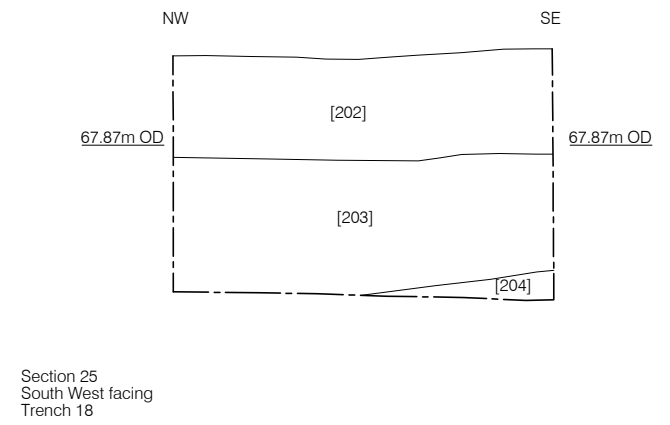 NW
SE
[202]
67.87m OD
67.87m OD
[203]
[204]
Section 25
South West facing
Trench 18